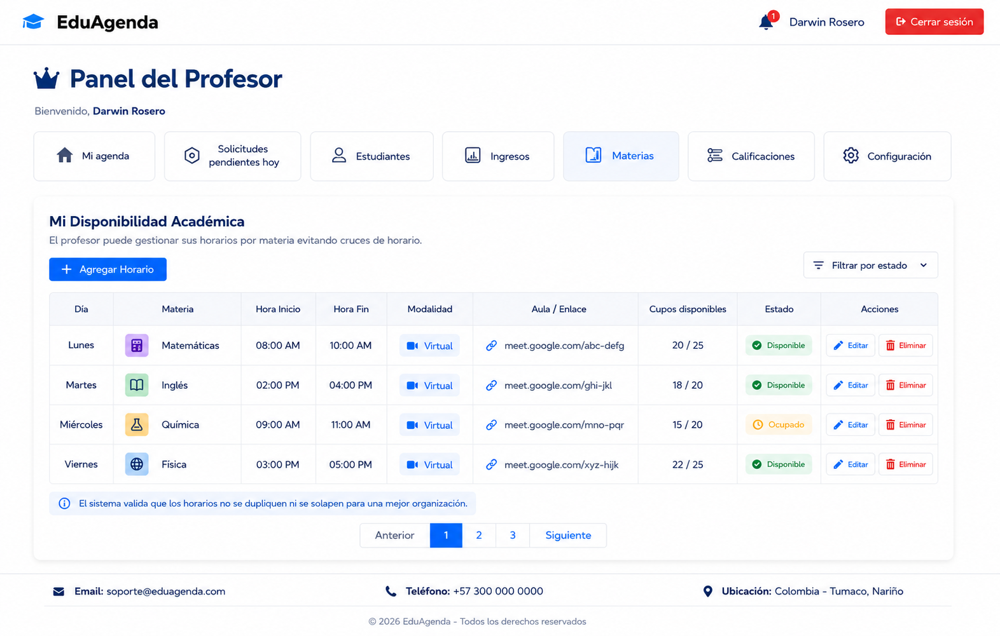 EduAgenda
1
Darwin Rosero
Cerrar sesión
Panel del Profesor
Bienvenido, Darwin Rosero
Mi agenda
Solicitudes
pendientes hoy
Estudiantes
Ingresos
Materias
Calificaciones
Configuración
Mi Disponibilidad Académica
El profesor puede gestionar sus horarios por materia evitando cruces de horario.
+ Agregar Horario
Filtrar por estado
Día Materia Hora Inicio Hora Fin Modalidad Aula / Enlace Cupos disponibles Estado Acciones
Lunes Matemáticas 08:00 AM 10:00 AM Virtual meet.google.com/abc-defg 20 / 25 Disponible Editar Eliminar
Martes Inglés 02:00 PM 04:00 PM Virtual meet.google.com/ghi-jkl 18 / 20 Disponible Editar Eliminar
Miércoles Química 09:00 AM 11:00 AM Virtual meet.google.com/mno-pqr 15 / 20 Ocupado Editar Eliminar
Viernes Física 03:00 PM 05:00 PM Virtual meet.google.com/xyz-hijk 22 / 25 Disponible Editar Eliminar
El sistema valida que los horarios no se dupliquen ni se solapen para una mejor organización.
Anterior 1 2 3 Siguiente
Email: soporte@eduagenda.com
Teléfono: +57 300 000 0000
Ubicación: Colombia - Tumaco, Nariño
© 2026 EduAgenda - Todos los derechos reservados